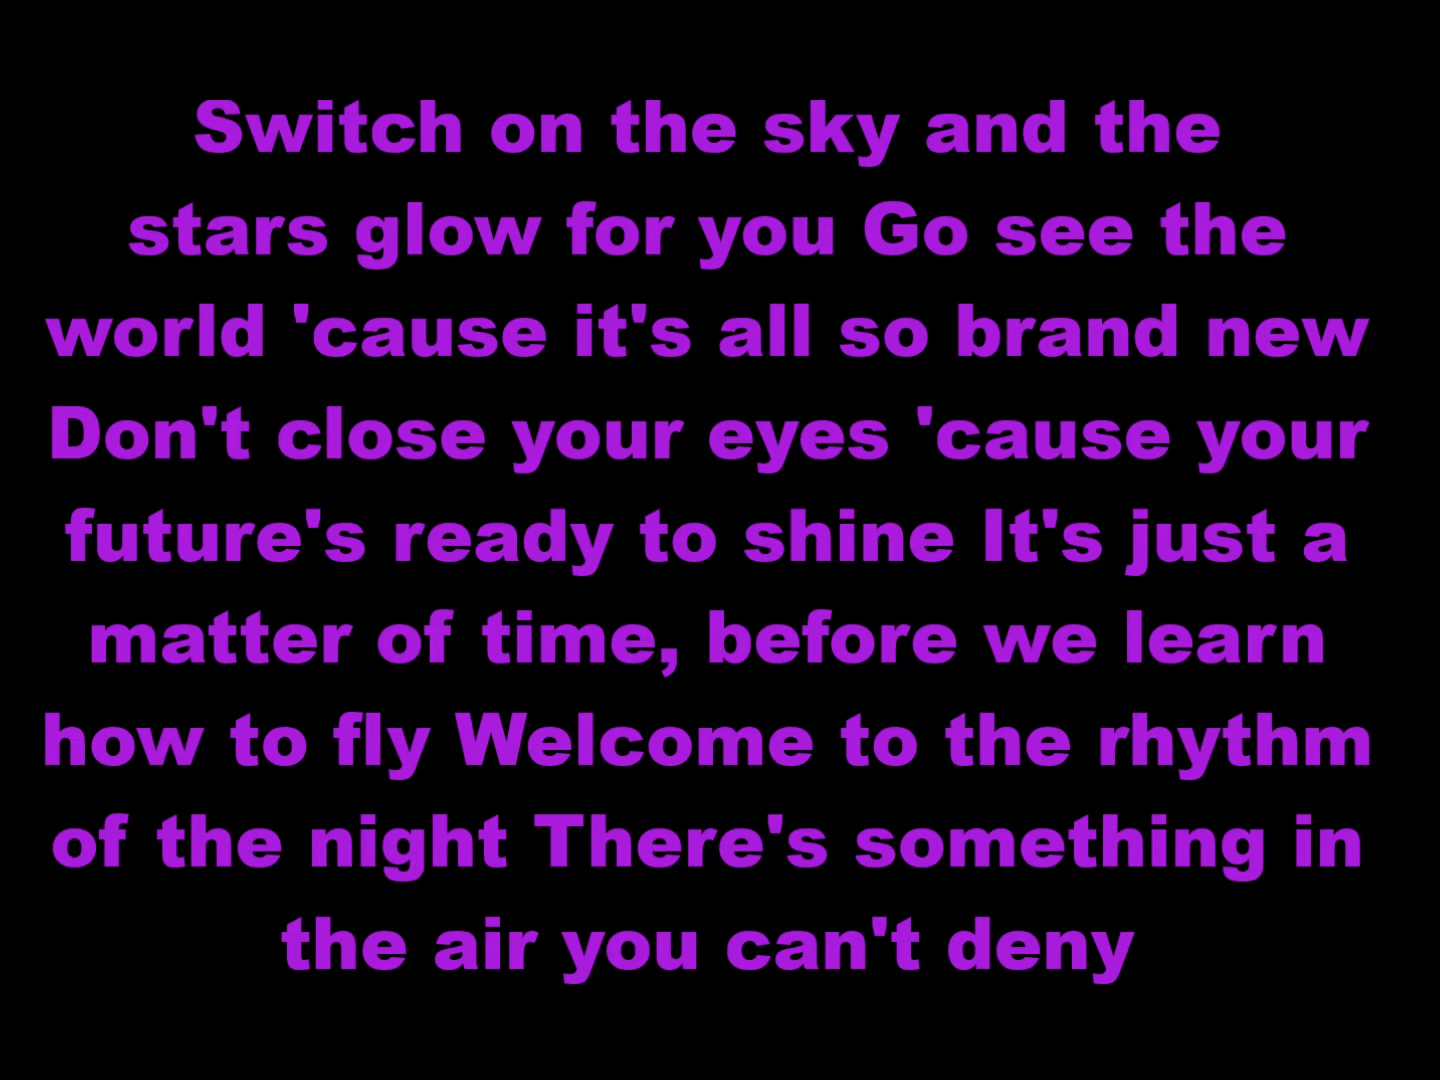 Switch on the sky and the
stars glow for you Go see the
world 'cause it's all so brand new
Don't close your eyes 'cause your
future's ready to shine It's just a
matter of time, before we learn
how to fly Welcome to the rhythm
of the night There's something in
the air you can't deny